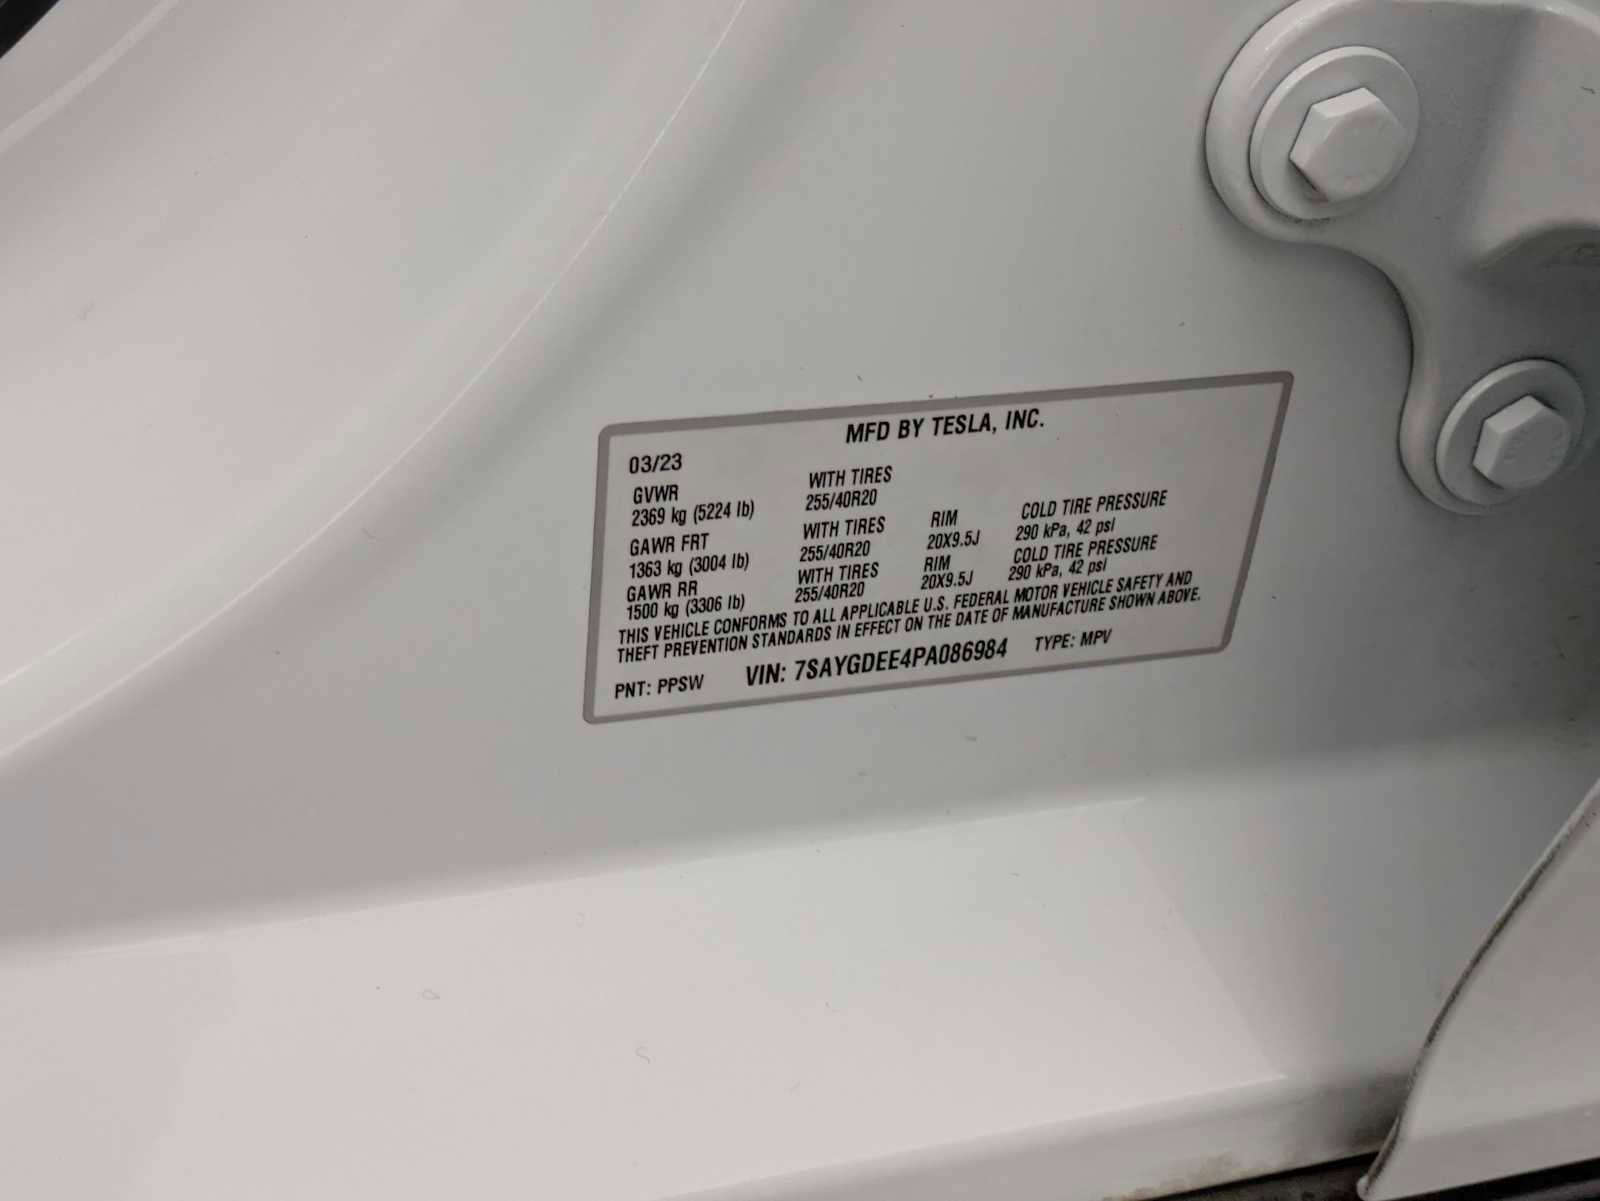 MFD BY TESLA, INC.
03/23
GVWR WITH TIRES
2369 kg (5224 lb) 255/40R20
GAWR FRT WITH TIRES RIM COLD TIRE PRESSURE
1363 kg (3004 lb) 255/40R20 20X9.5J 290 kPa, 42 psi
GAWR RR WITH TIRES RIM COLD TIRE PRESSURE
1500 kg (3306 lb) 255/40R20 20X9.5J 290 kPa, 42 psi
THIS VEHICLE CONFORMS TO ALL APPLICABLE U.S. FEDERAL MOTOR VEHICLE SAFETY AND
THEFT PREVENTION STANDARDS IN EFFECT ON THE DATE OF MANUFACTURE SHOWN ABOVE.
PNT: PPSW VIN: 7SAYGDEE4PA086984 TYPE: MPV